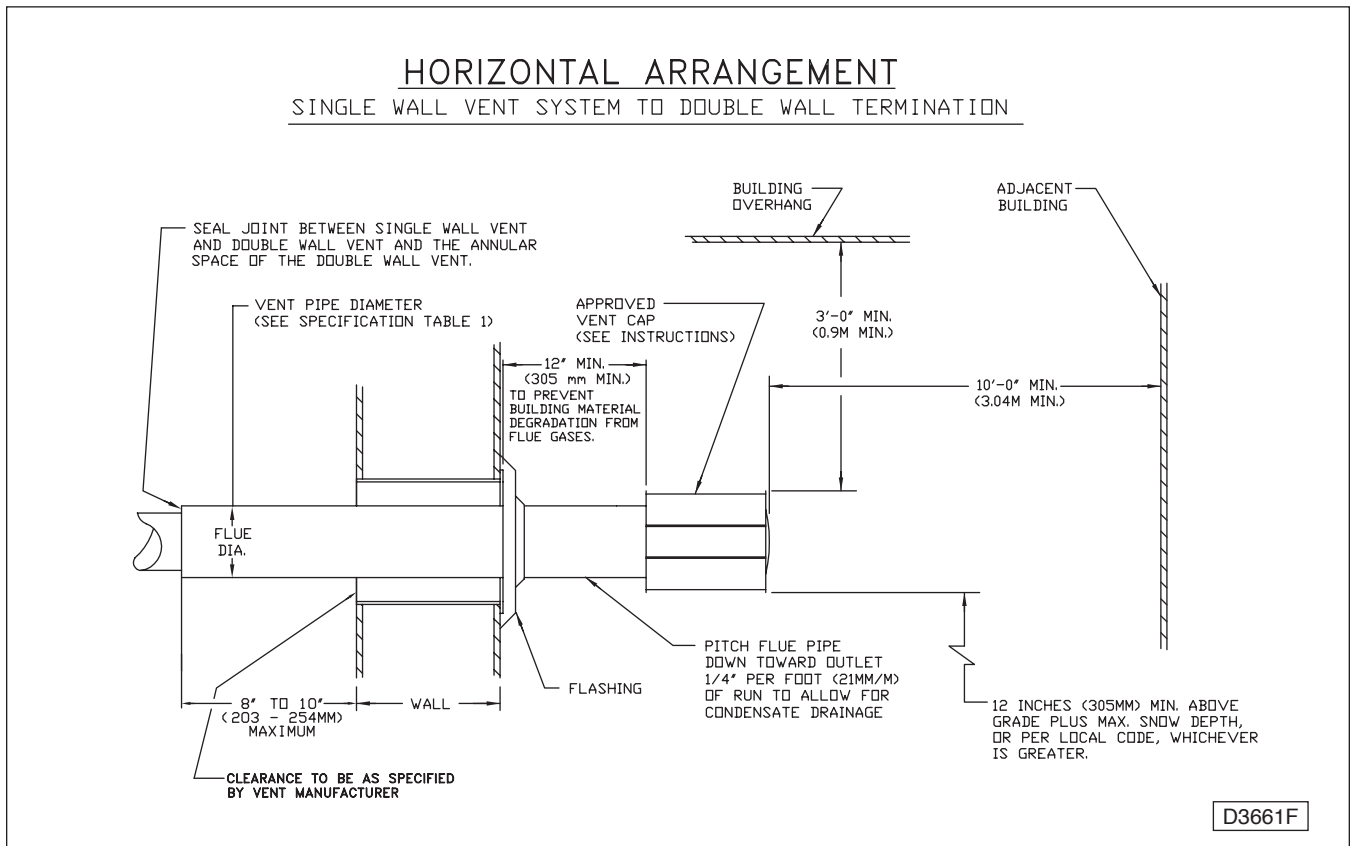 HORIZONTAL ARRANGEMENT
SINGLE WALL VENT SYSTEM TO DOUBLE WALL TERMINATION
BUILDING
OVERHANG
ADJACENT
BUILDING
SEAL JOINT BETWEEN SINGLE WALL VENT
AND DOUBLE WALL VENT AND THE ANNULAR
SPACE OF THE DOUBLE WALL VENT.
VENT PIPE DIAMETER
(SEE SPECIFICATION TABLE 1)
APPROVED
VENT CAP
(SEE INSTRUCTIONS)
3'-0" MIN.
(0.9M MIN.)
12" MIN.
(305 mm MIN.)
TO PREVENT
BUILDING MATERIAL
DEGRADATION FROM
FLUE GASES.
10'-0" MIN.
(3.04M MIN.)
FLUE
DIA.
PITCH FLUE PIPE
DOWN TOWARD OUTLET
1/4" PER FOOT (21MM/M)
OF RUN TO ALLOW FOR
CONDENSATE DRAINAGE
FLASHING
8" TO 10"
(203 - 254MM)
MAXIMUM
WALL
12 INCHES (305MM) MIN. ABOVE
GRADE PLUS MAX. SNOW DEPTH,
OR PER LOCAL CODE, WHICHEVER
IS GREATER.
CLEARANCE TO BE AS SPECIFIED
BY VENT MANUFACTURER
D3661F